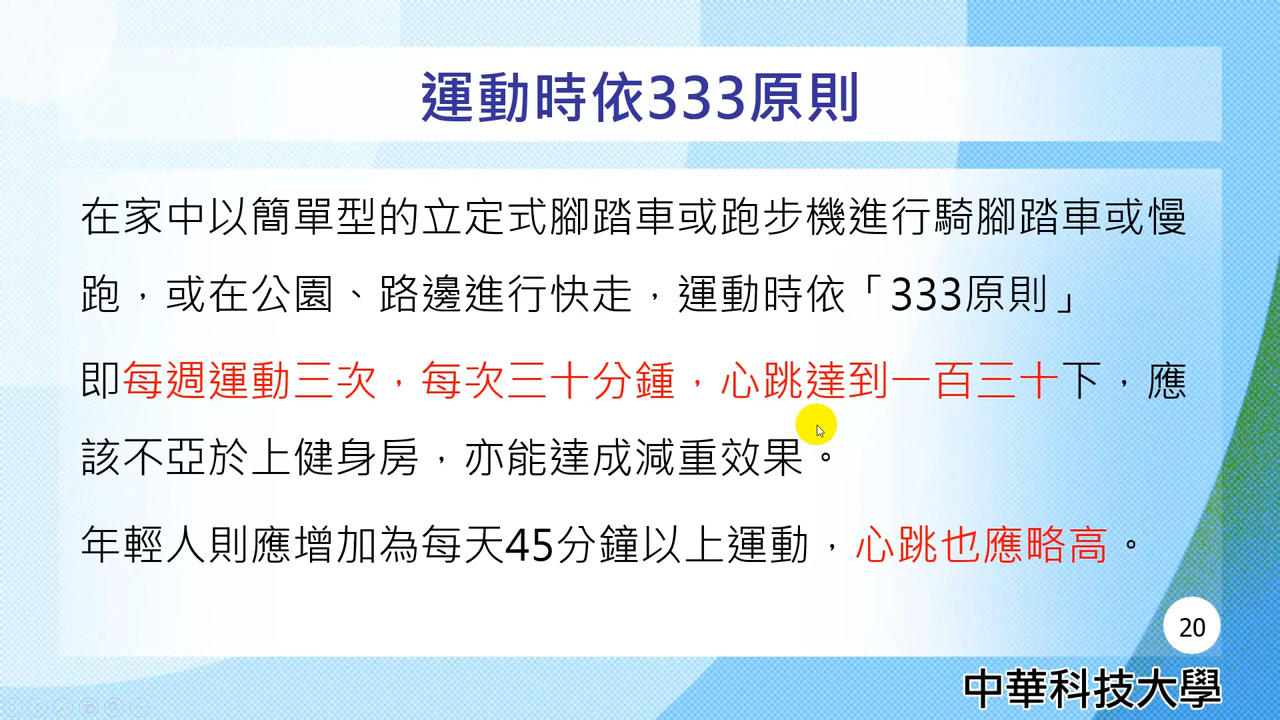 運動時依333原則
在家中以簡單型的立定式腳踏車或跑步機進行騎腳踏車或慢
跑，或在公園、路邊進行快走，運動時依「333原則」
即每週運動三次，每次三十分鍾，心跳達到一百三十下，應
該不亞於上健身房，亦能達成減重效果。
年輕人則應增加為每天45分鐘以上運動，心跳也應略高。
20
中華科技大學